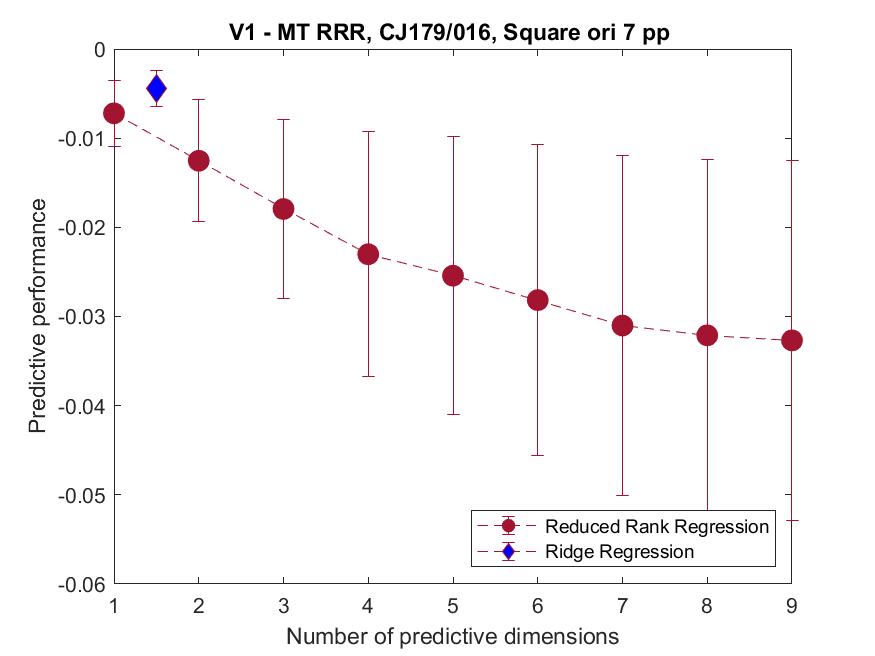 V1 - MT RRR, CJ179/016, Square ori 7 pp
0
-0.01
-0.02
-0.03
-0.04
-0.05
-0.06
Predictive performance
Reduced Rank Regression
Ridge Regression
1 2 3 4 5 6 7 8 9
Number of predictive dimensions